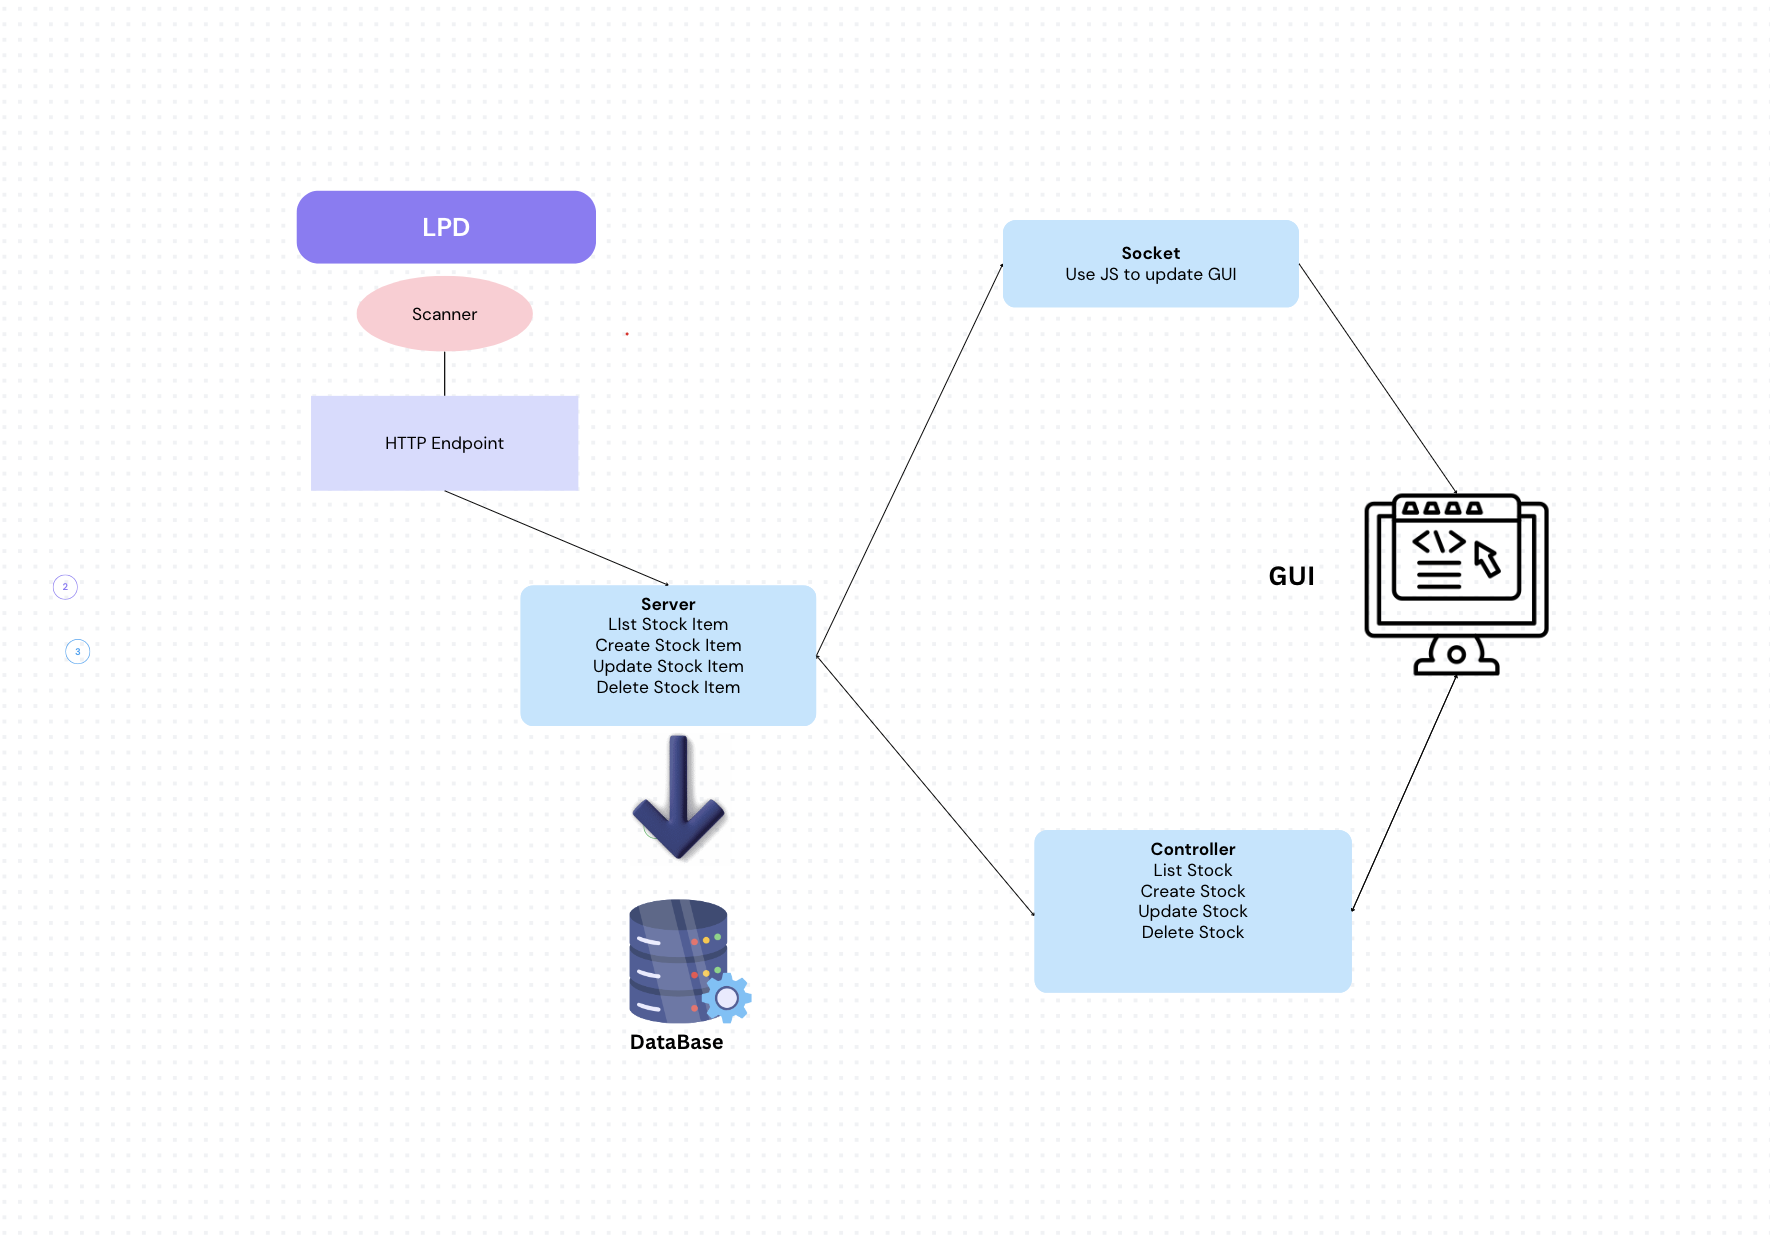 LPD
Scanner
HTTP Endpoint
2
3
Server
LIst Stock Item
Create Stock Item
Update Stock Item
Delete Stock Item
DataBase
Socket
Use JS to update GUI
GUI
Controller
List Stock
Create Stock
Update Stock
Delete Stock